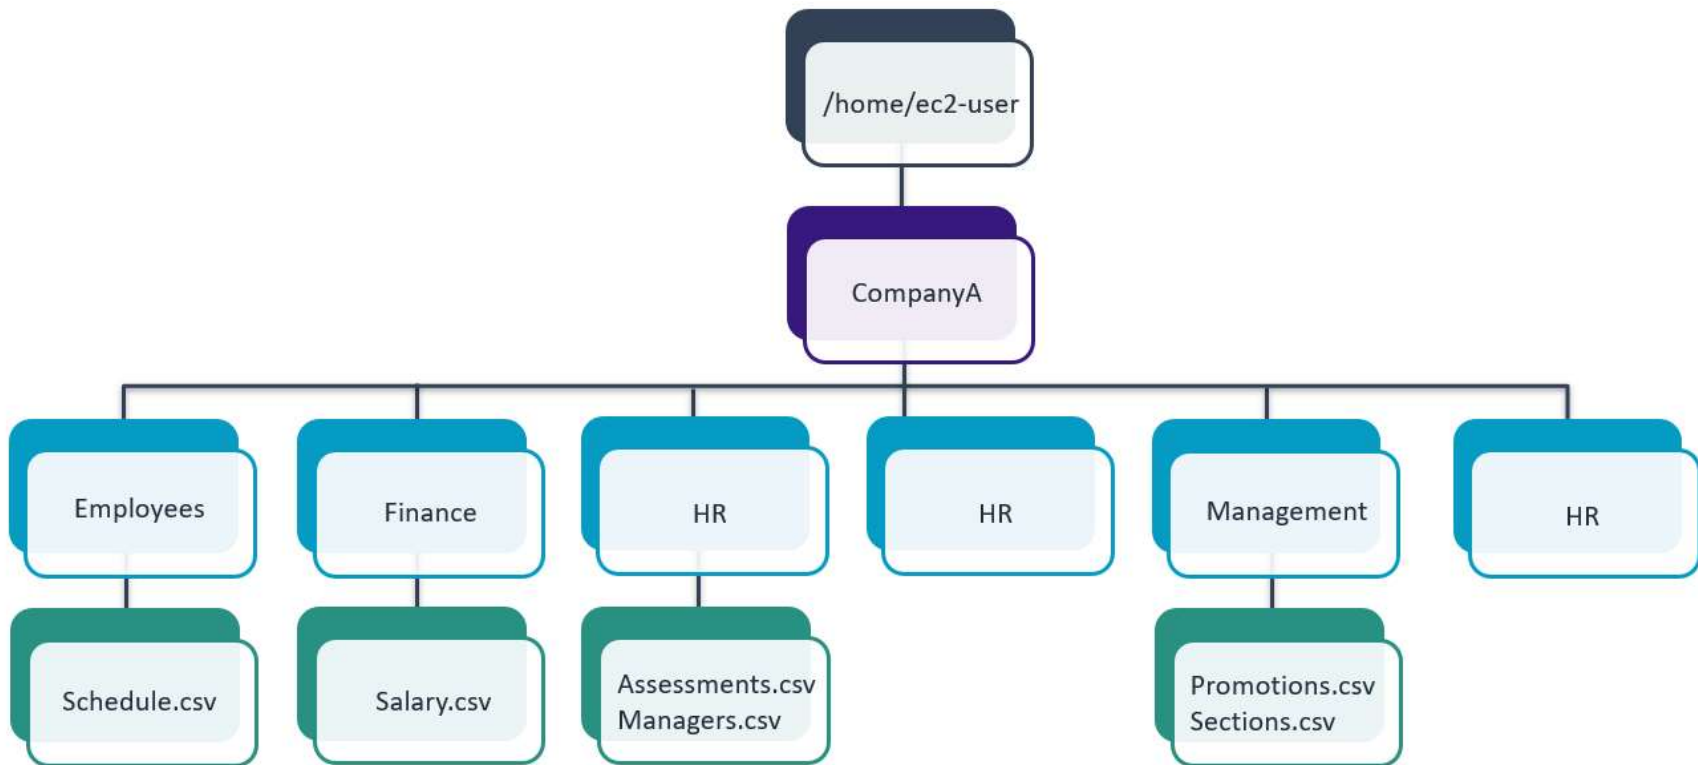 /home/ec2-user
CompanyA
Employees
Finance
HR
HR
Management
HR
Schedule.csv
Salary.csv
Assessments.csv
Managers.csv
Promotions.csv
Sections.csv